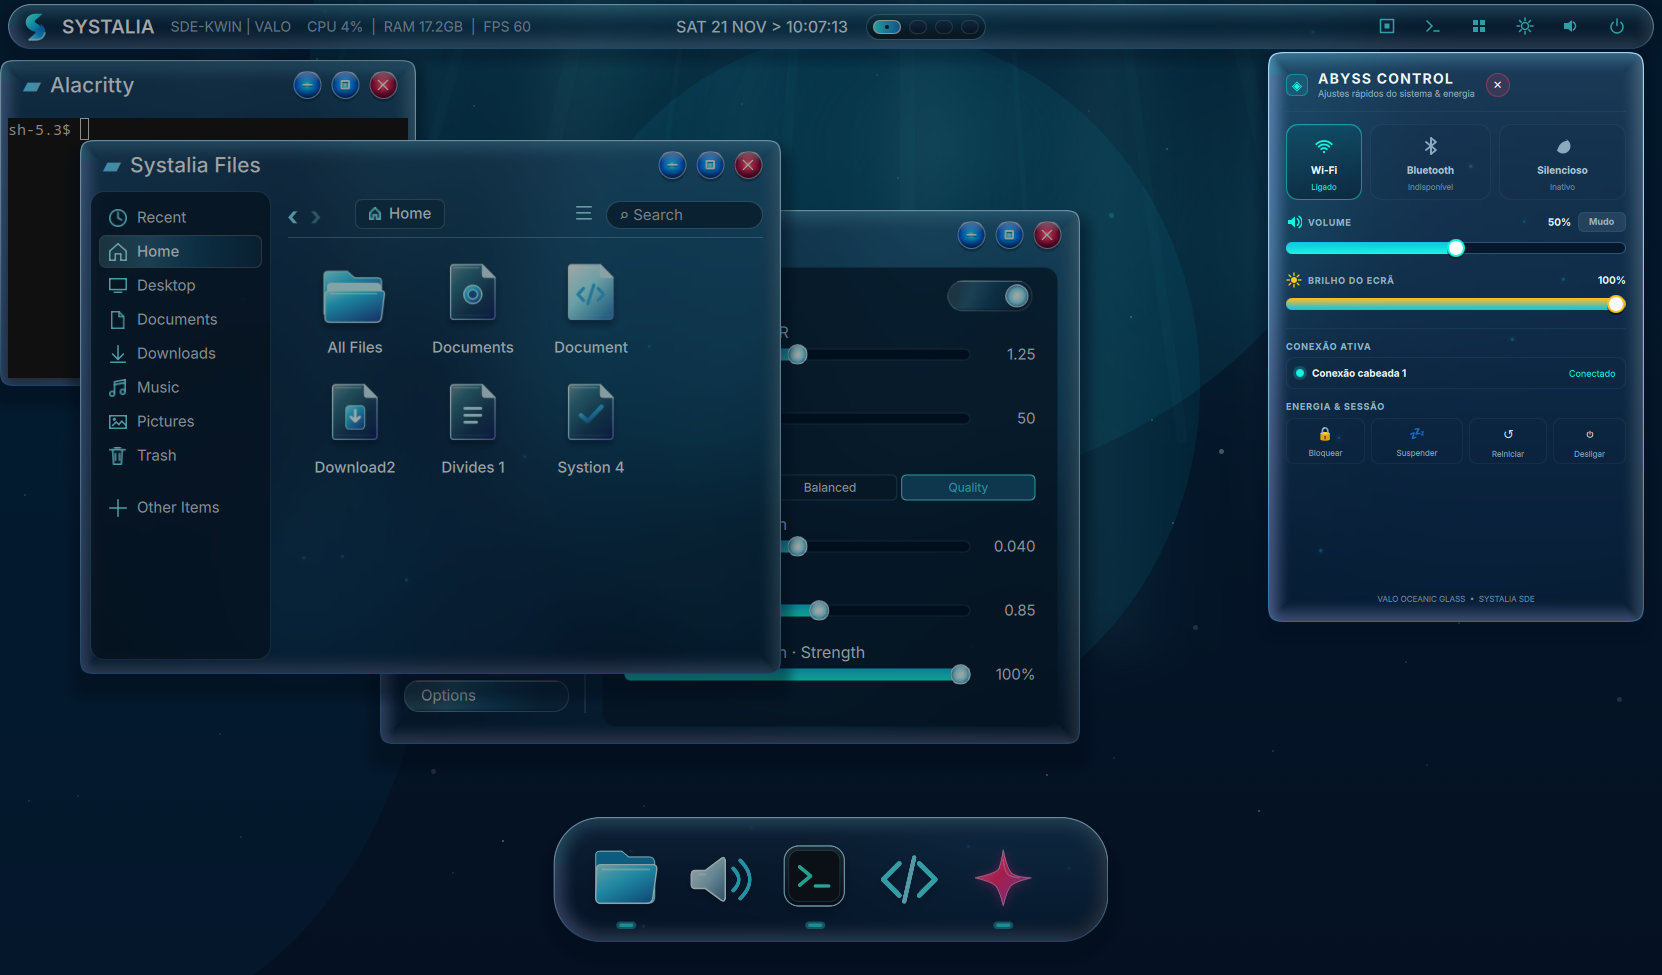 SYSTALIA SDE-KWIN | VALO CPU 4% | RAM 17.2GB | FPS 60 SAT 21 NOV > 10:07:13
Alacritty
sh-5.3$
Systalia Files
Recent
Home
Desktop
Documents
Downloads
Music
Pictures
Trash
Other Items
Home
Search
All Files
Documents
Document
Download2
Divides 1
Systion 4
R
1.25
50
Balanced
Quality
n
0.040
0.85
n · Strength
100%
Options
ABYSS CONTROL
Ajustes rápidos do sistema & energia
Wi-Fi
Ligado
Bluetooth
Indisponível
Silencioso
Inativo
VOLUME 50% Mudo
BRILHO DO ECRÃ 100%
CONEXÃO ATIVA
Conexão cabeada 1 Conectado
ENERGIA & SESSÃO
Bloquear
Suspender
Reiniciar
Desligar
VALO OCEANIC GLASS • SYSTALIA SDE